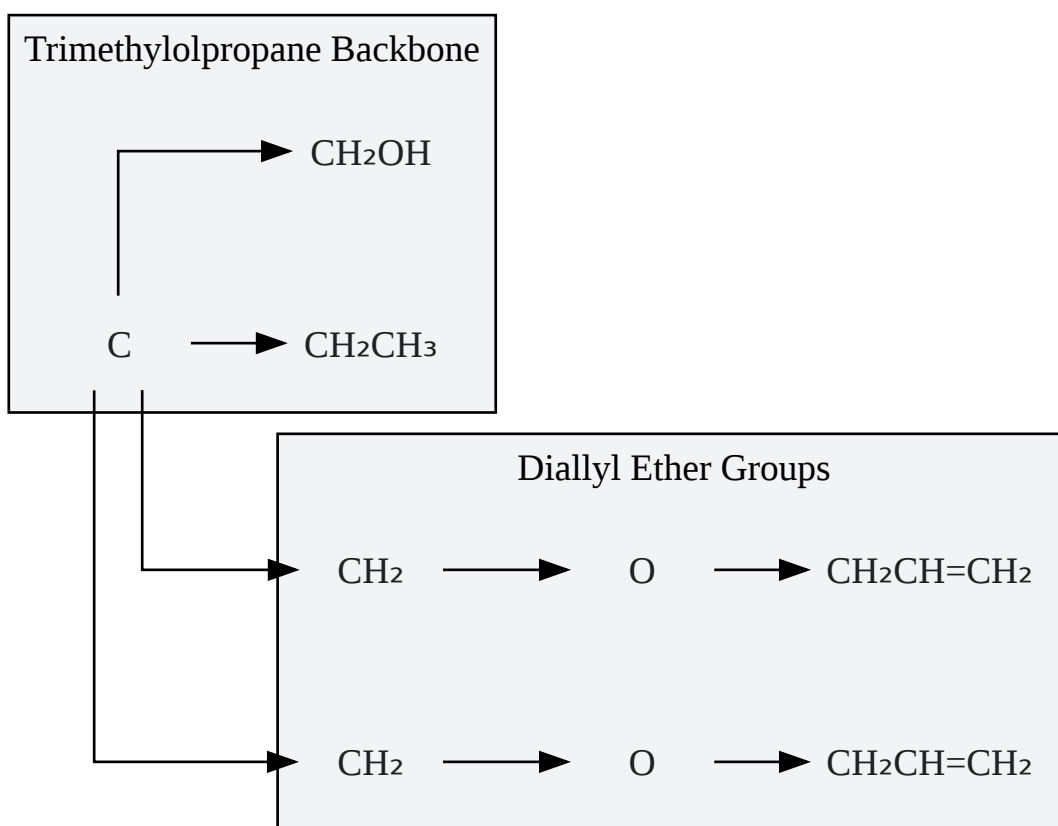 Trimethylolpropane Backbone
CH₂OH
C
CH₂CH₃
Diallyl Ether Groups
CH₂ O CH₂CH=CH₂
CH₂ O CH₂CH=CH₂